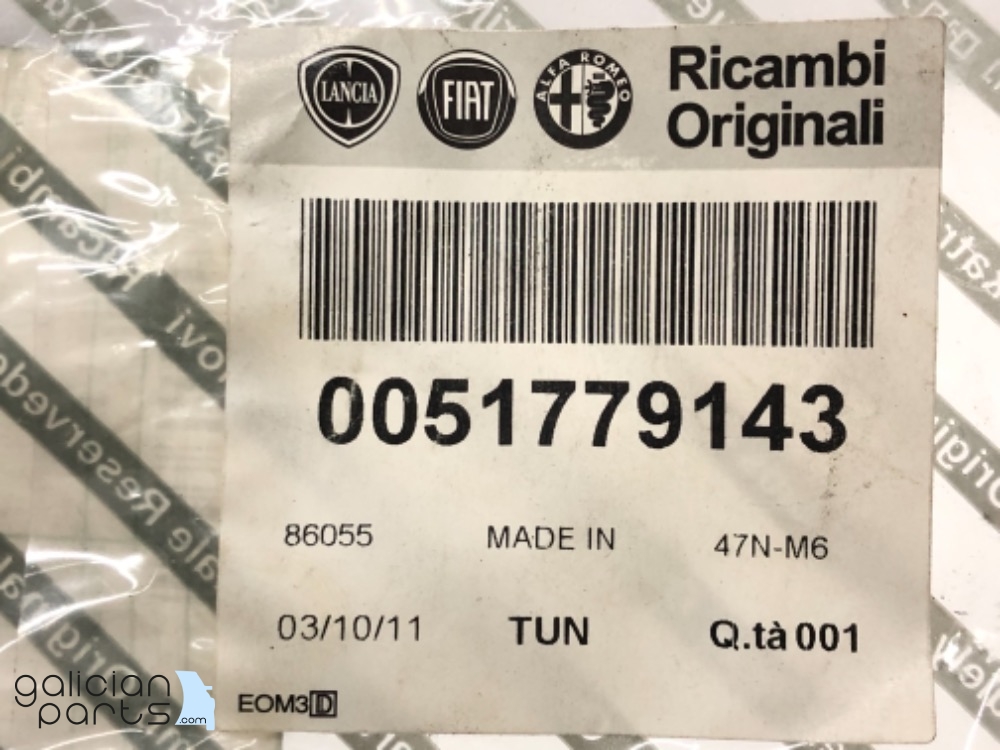 LANCIA FIAT ALFA ROMEO Ricambi
Originali
0051779143
86055 MADE IN 47N-M6
03/10/11 TUN Q.tà 001
EOM3 D
galician
parts.com